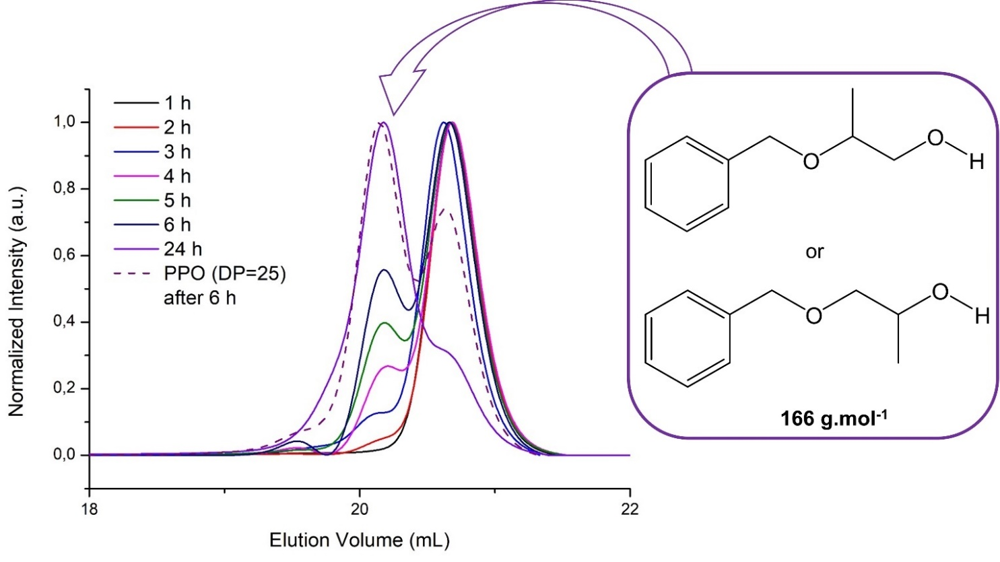 1 h
2 h
3 h
4 h
5 h
6 h
24 h
PPO (DP=25)
after 6 h
Normalized Intensity (a.u.)
1,0
0,8
0,6
0,4
0,2
0,0
18
20
22
Elution Volume (mL)
O
O
H
or
O
O
H
166 g.mol-1